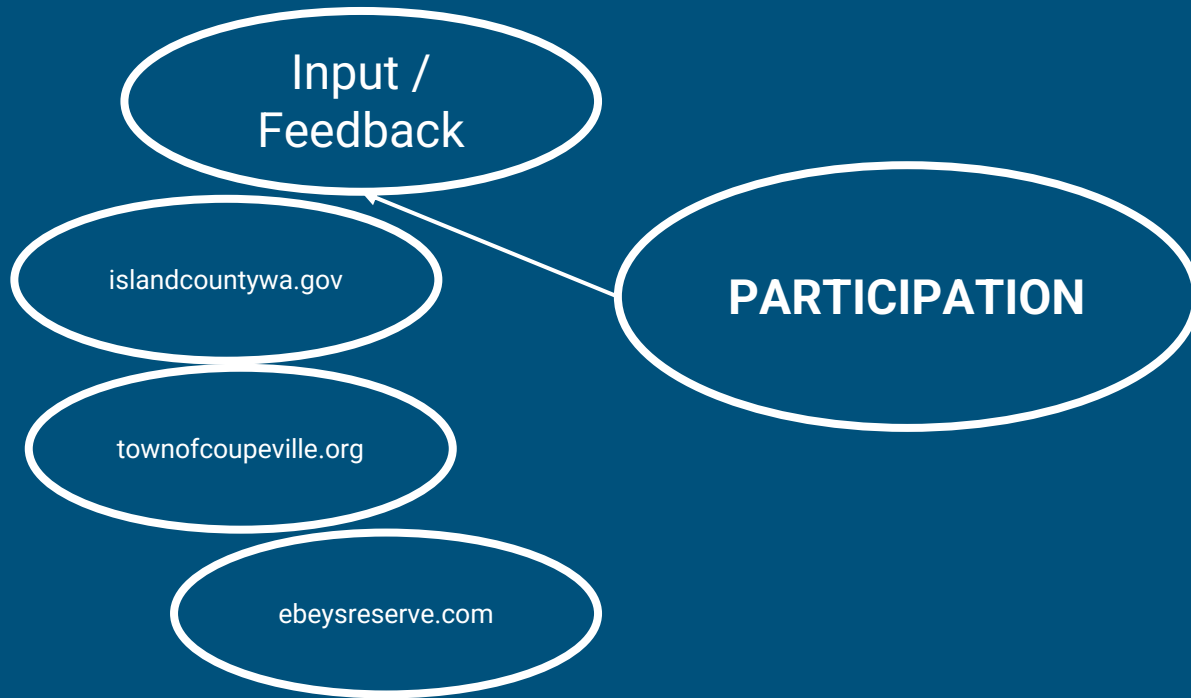 Input /
Feedback
islandcountywa.gov
PARTICIPATION
townofcoupeville.org
ebeysreserve.com